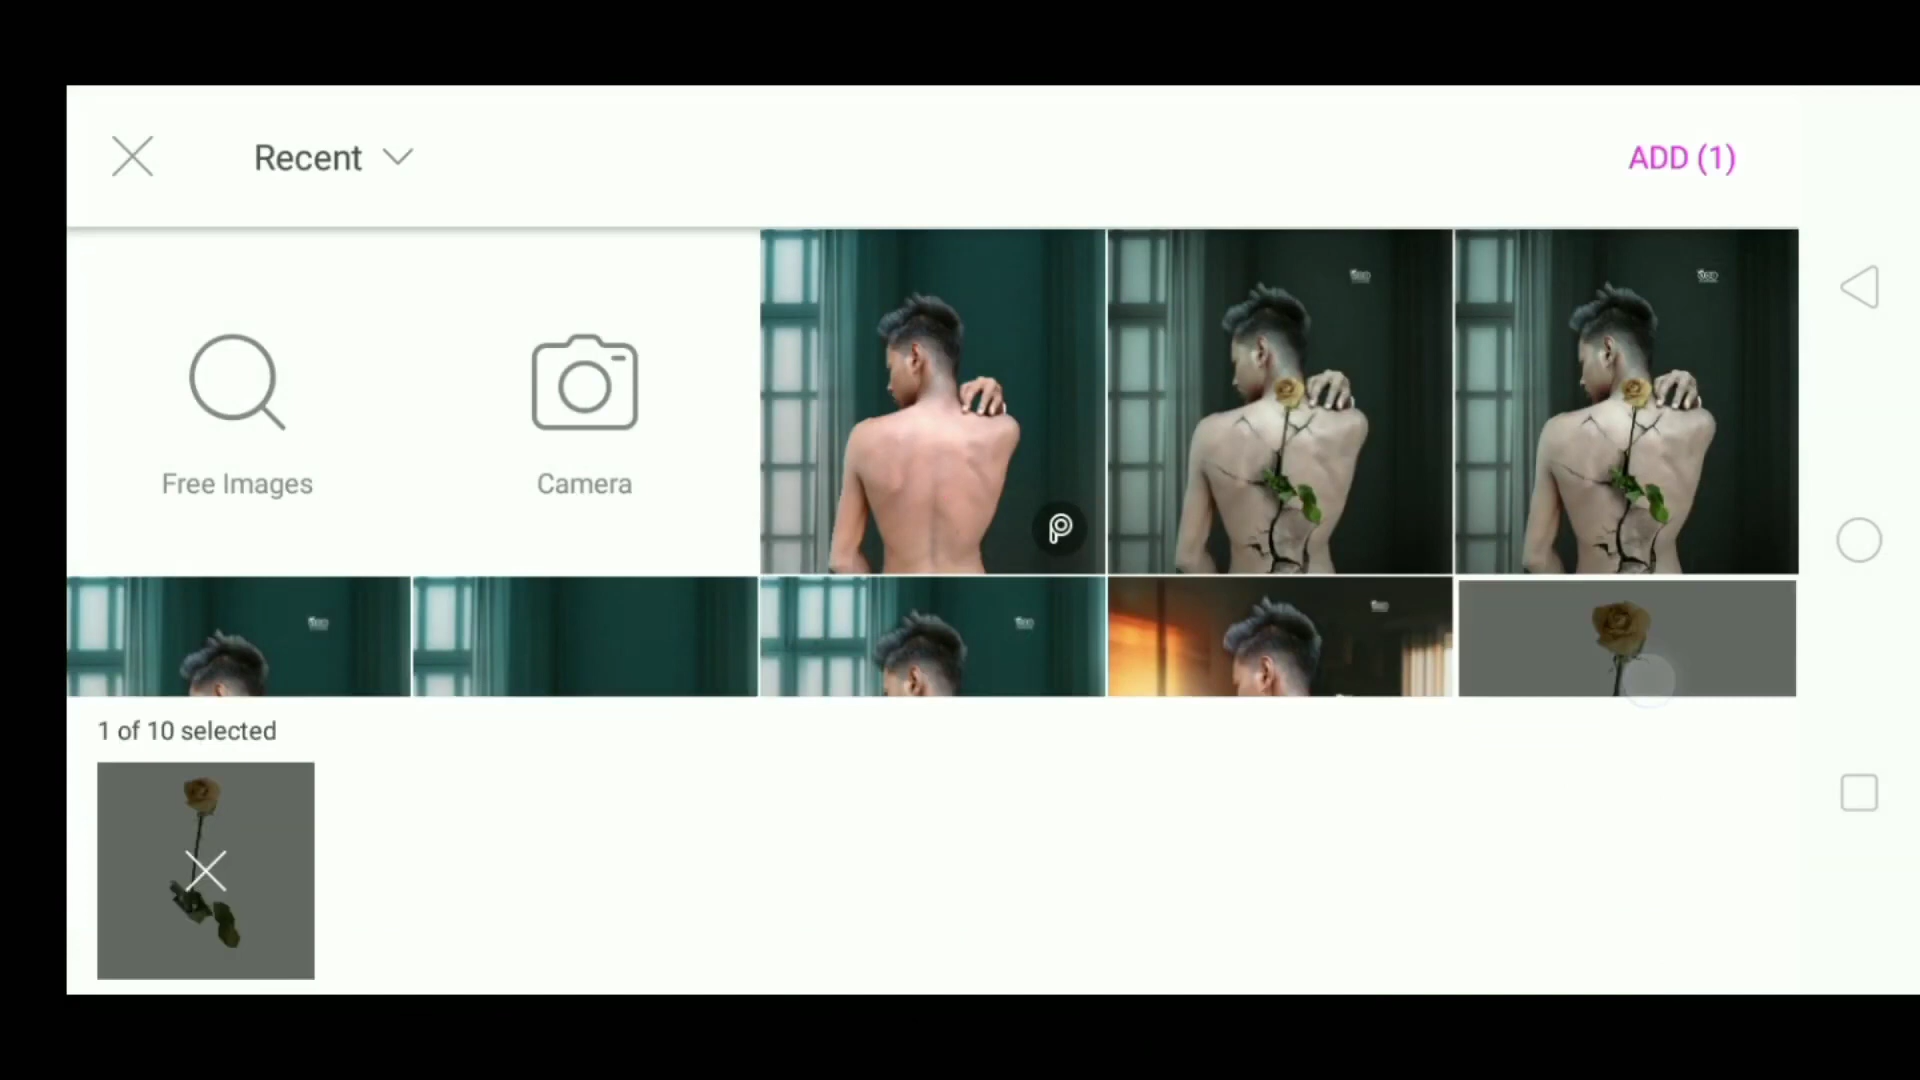 Recent
ADD (1)
Free Images
Camera
1 of 10 selected